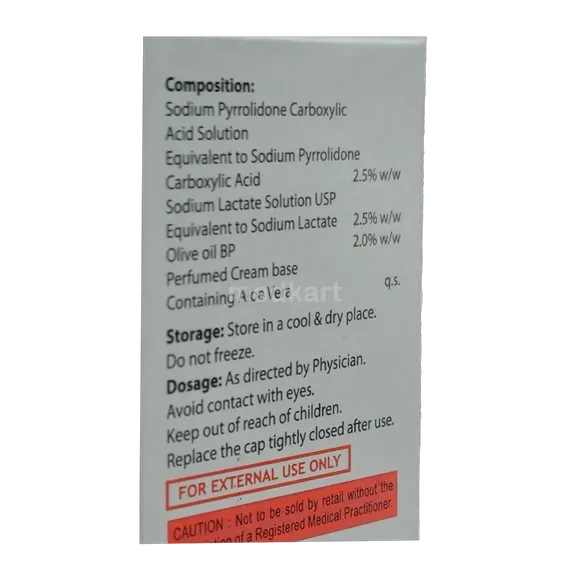 Composition:
Sodium Pyrrolidone Carboxylic
Acid Solution
Equivalent to Sodium Pyrrolidone
Carboxylic Acid 2.5% w/w
Sodium Lactate Solution USP
Equivalent to Sodium Lactate 2.5% w/w
Olive oil BP 2.0% w/w
Perfumed Cream base
Containing Aloe Vera q.s.
medkart
Storage: Store in a cool & dry place.
Do not freeze.
Dosage: As directed by Physician.
Avoid contact with eyes.
Keep out of reach of children.
Replace the cap tightly closed after use.
FOR EXTERNAL USE ONLY
CAUTION : Not to be sold by retail without the
of a Registered Medical Practitioner.